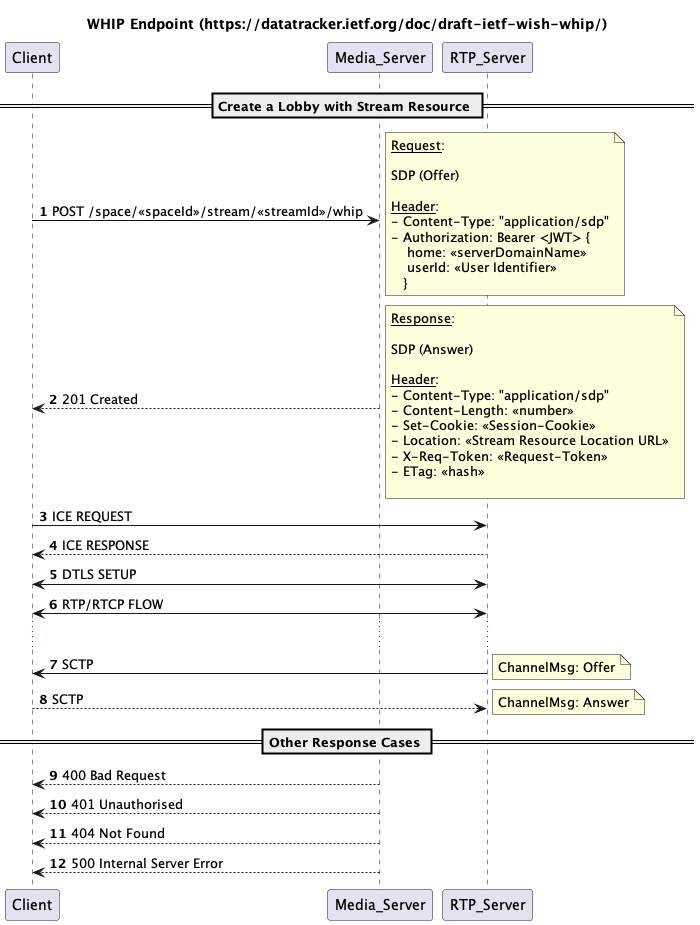 WHIP Endpoint (https://datatracker.ietf.org/doc/draft-ietf-wish-whip/)
Client
Media_Server
RTP_Server
Create a Lobby with Stream Resource
1 POST /space/«spaceId»/stream/«streamId»/whip
Request:
SDP (Offer)
Header:
- Content-Type: "application/sdp"
- Authorization: Bearer <JWT> {
home: «serverDomainName»
userId: «User Identifier»
}
2 201 Created
Response:
SDP (Answer)
Header:
- Content-Type: "application/sdp"
- Content-Length: «number»
- Set-Cookie: «Session-Cookie»
- Location: «Stream Resource Location URL»
- X-Req-Token: «Request-Token»
- ETag: «hash»
3 ICE REQUEST
4 ICE RESPONSE
5 DTLS SETUP
6 RTP/RTCP FLOW
7 SCTP
ChannelMsg: Offer
8 SCTP
ChannelMsg: Answer
Other Response Cases
9 400 Bad Request
10 401 Unauthorised
11 404 Not Found
12 500 Internal Server Error
Client
Media_Server
RTP_Server